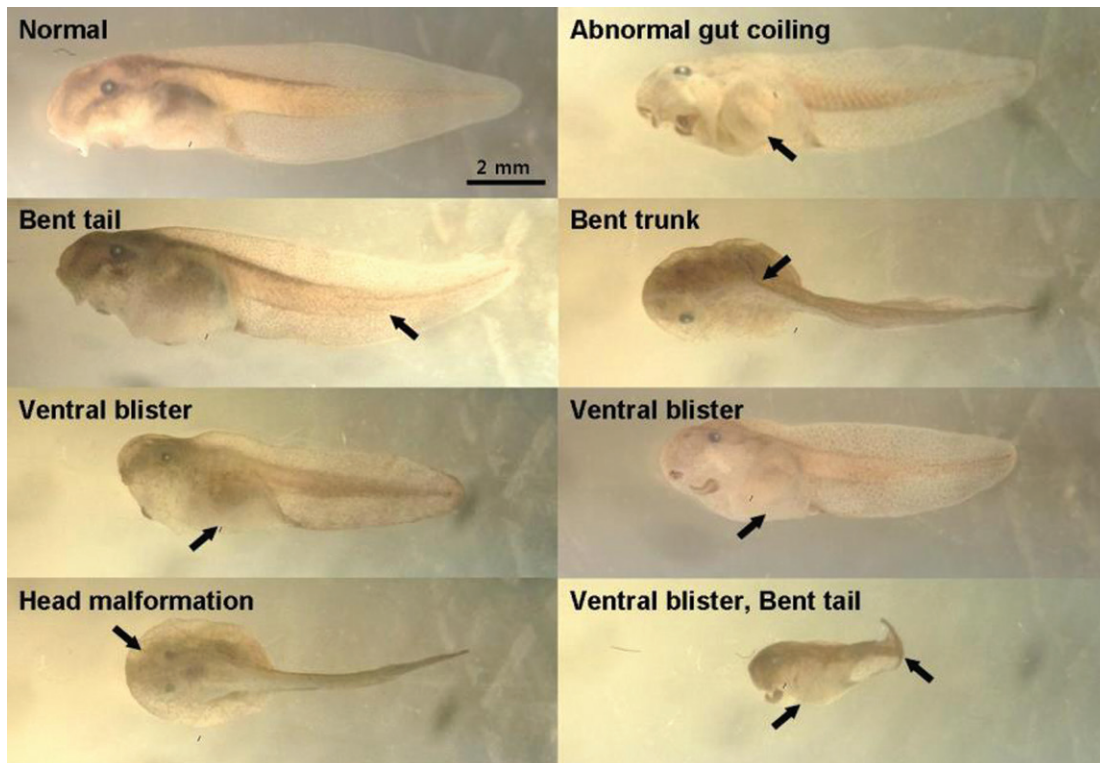 Normal
Abnormal gut coiling
2 mm
Bent tail
Bent trunk
Ventral blister
Ventral blister
Head malformation
Ventral blister, Bent tail